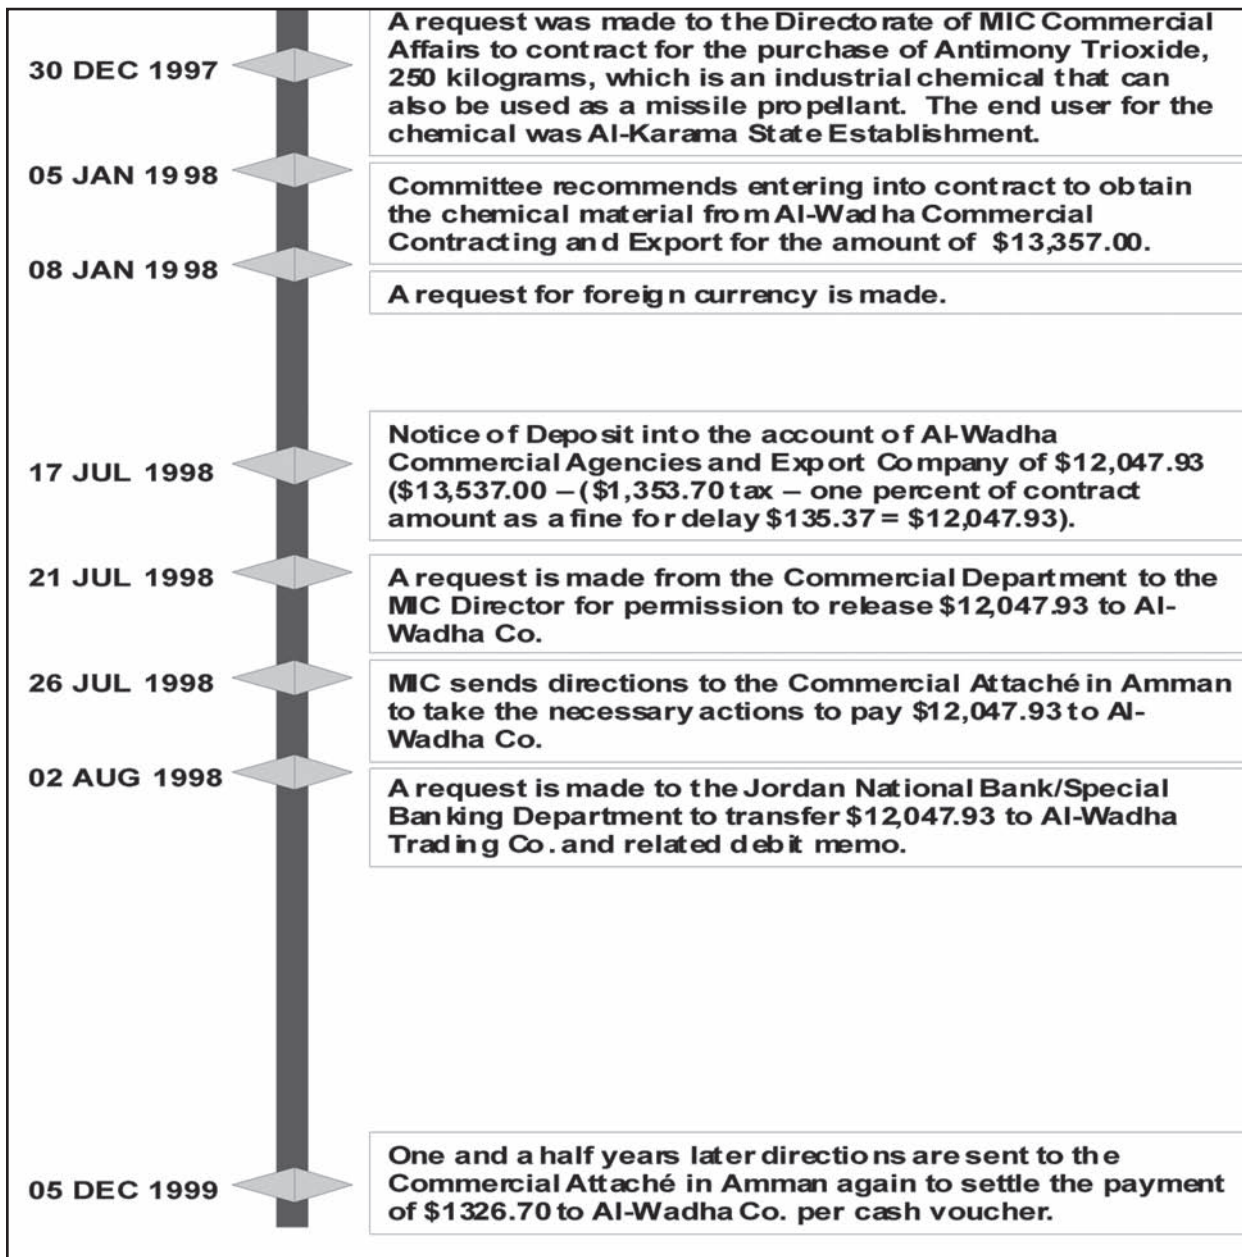 30 DEC 1997
A request was made to the Directorate of MIC Commercial
Affairs to contract for the purchase of Antimony Trioxide,
250 kilograms, which is an industrial chemical that can
also be used as a missile propellant. The end user for the
chemical was Al-Karama State Establishment.
05 JAN 1998
Committee recommends entering into contract to obtain
the chemical material from Al-Wadha Commercial
Contracting and Export for the amount of $13,357.00.
08 JAN 1998
A request for foreign currency is made.
17 JUL 1998
Notice of Deposit into the account of Al-Wadha
Commercial Agencies and Export Company of $12,047.93
($13,537.00 – ($1,353.70 tax – one percent of contract
amount as a fine for delay $135.37 = $12,047.93).
21 JUL 1998
A request is made from the Commercial Department to the
MIC Director for permission to release $12,047.93 to Al-
Wadha Co.
26 JUL 1998
MIC sends directions to the Commercial Attaché in Amman
to take the necessary actions to pay $12,047.93 to Al-
Wadha Co.
02 AUG 1998
A request is made to the Jordan National Bank/Special
Banking Department to transfer $12,047.93 to Al-Wadha
Trading Co. and related debit memo.
05 DEC 1999
One and a half years later directions are sent to the
Commercial Attaché in Amman again to settle the payment
of $1326.70 to Al-Wadha Co. per cash voucher.